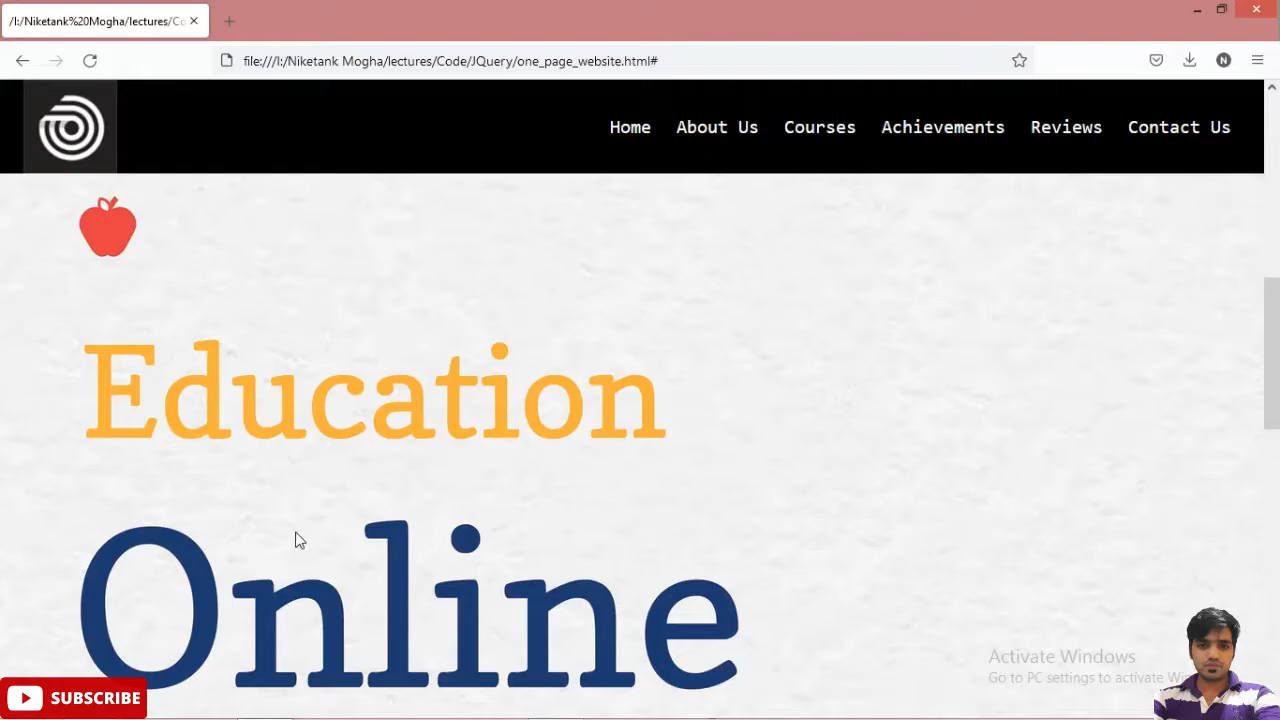 /I:/Niketank%20Mogha/lectures/Co
file:///I:/Niketank Mogha/lectures/Code/JQuery/one_page_website.html#
N
Home About Us Courses Achievements Reviews Contact Us
Education
Online
Activate Windows
Go to PC settings to activate Wi
SUBSCRIBE